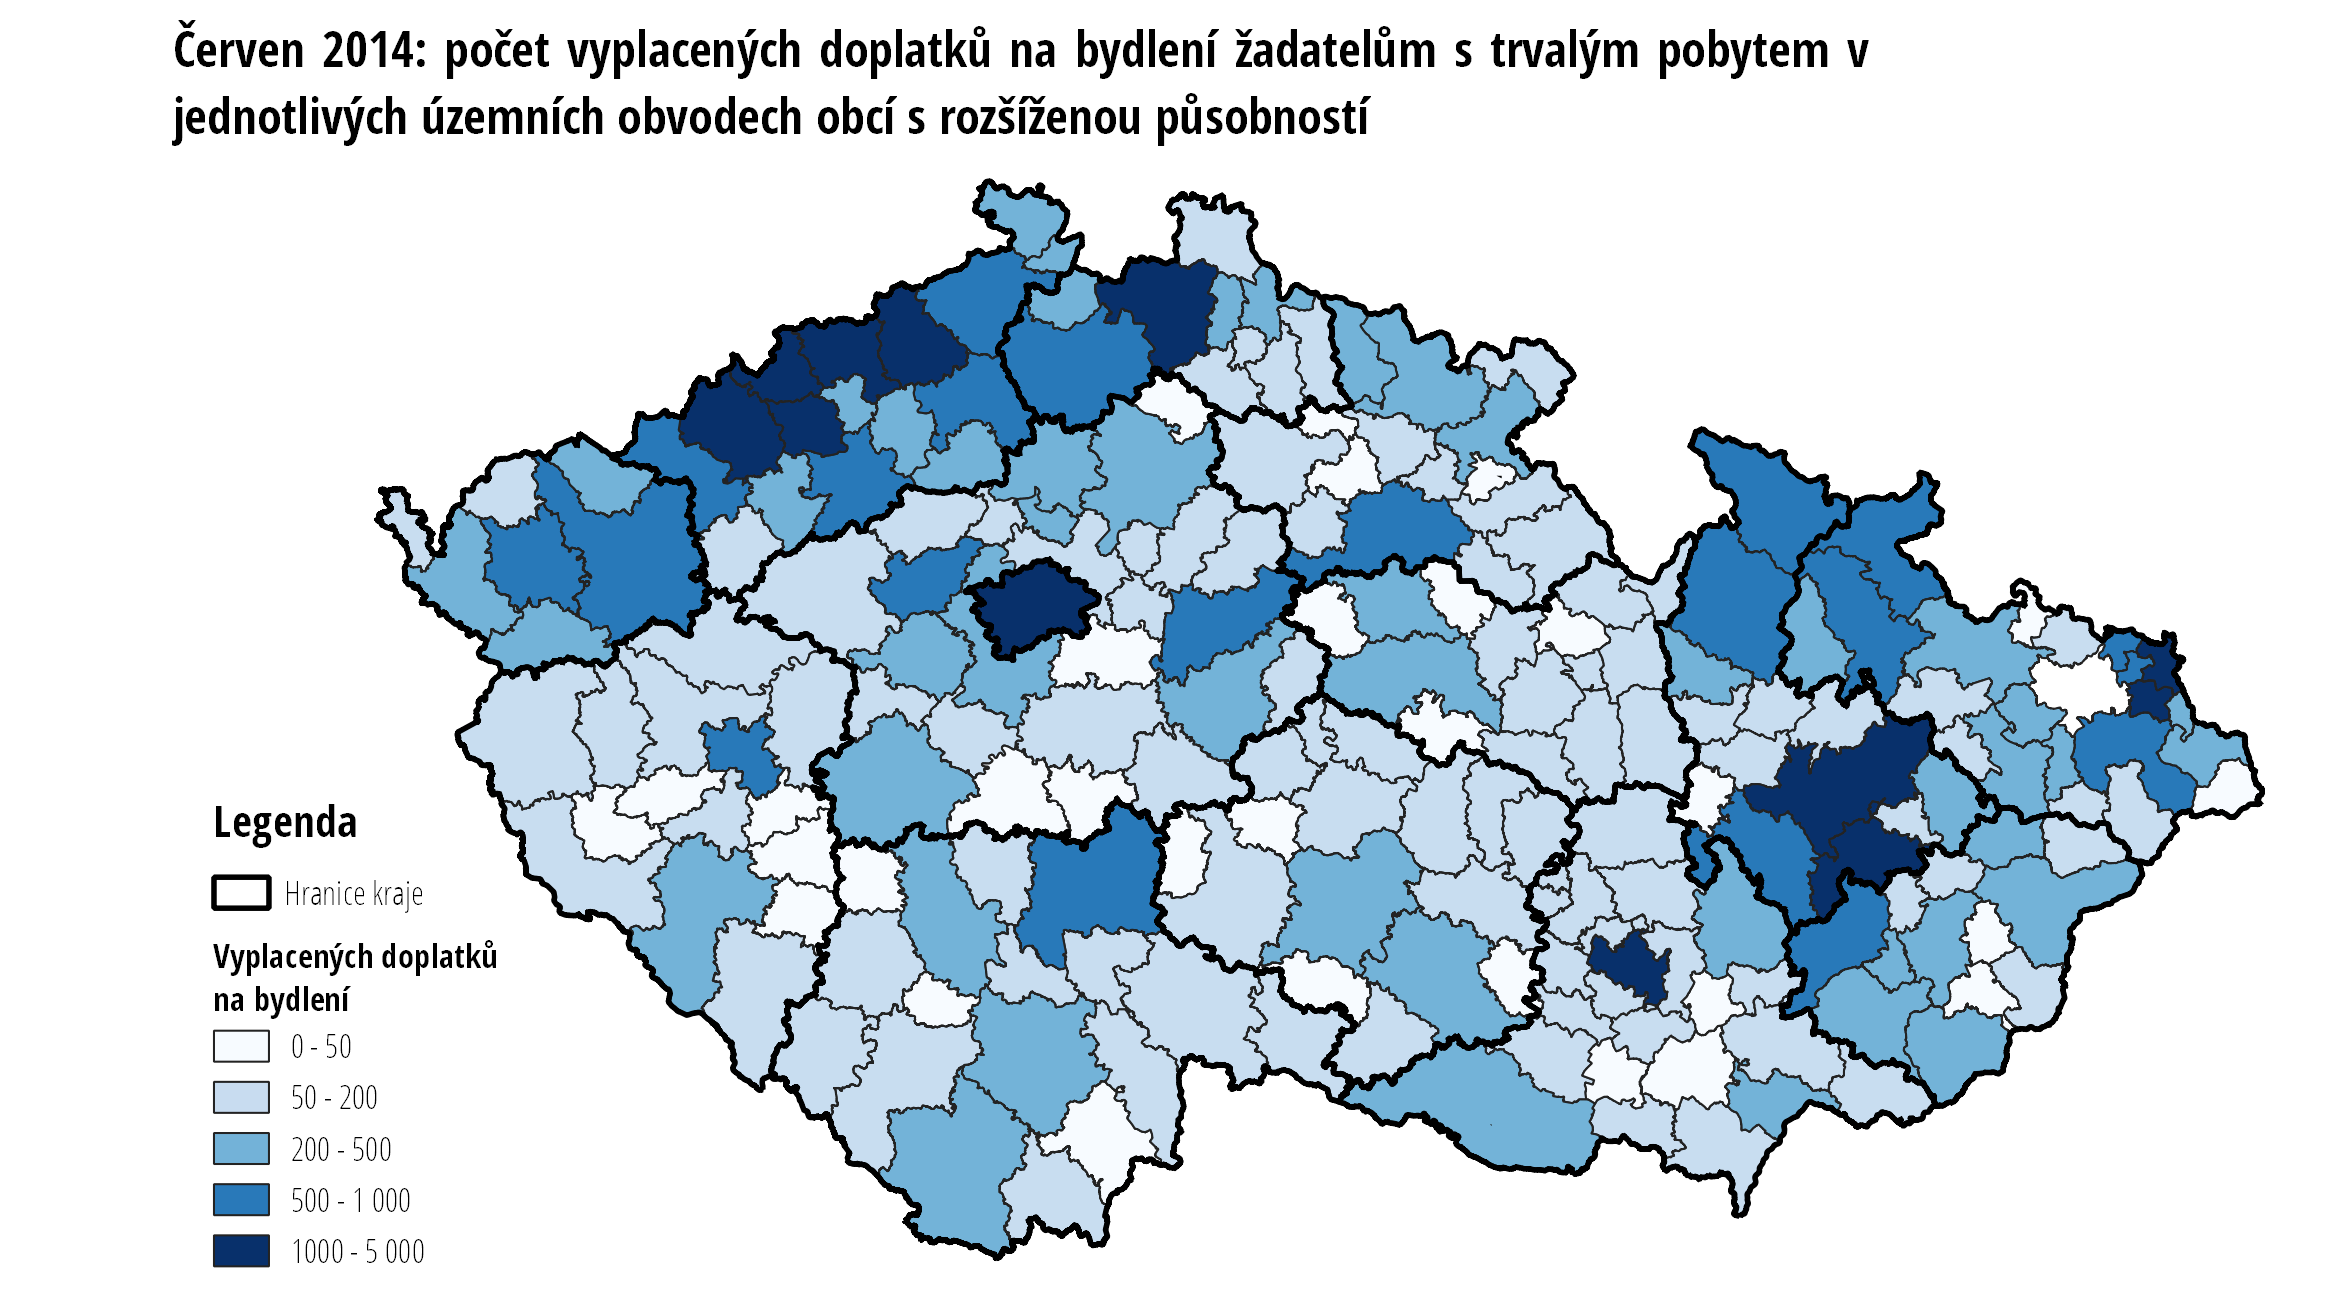 Červen 2014: počet vyplacených doplatků na bydlení žadatelům s trvalým pobytem v
jednotlivých územních obvodech obcí s rozšíženou působností
Legenda
Hranice kraje
Vyplacených doplatků
na bydlení
0 - 50
50 - 200
200 - 500
500 - 1 000
1000 - 5 000